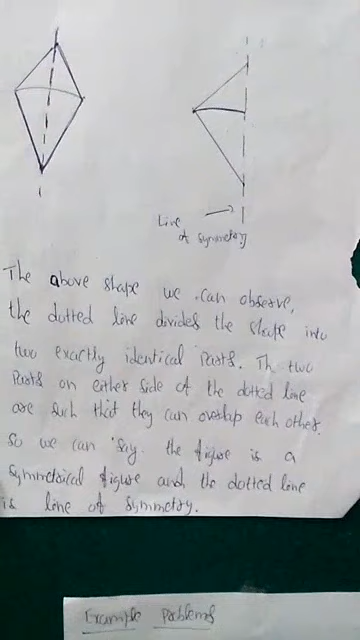 Line
of symmetry
The above shape we can observe,
the dotted line divides the shape into
two exactly identical Parts. Th two
Parts on either side of the dotted line
are such that they can overlap each other.
So we can say the figure is a
symmetrical figure and the dotted line
is line of symmetry.
Example Problems